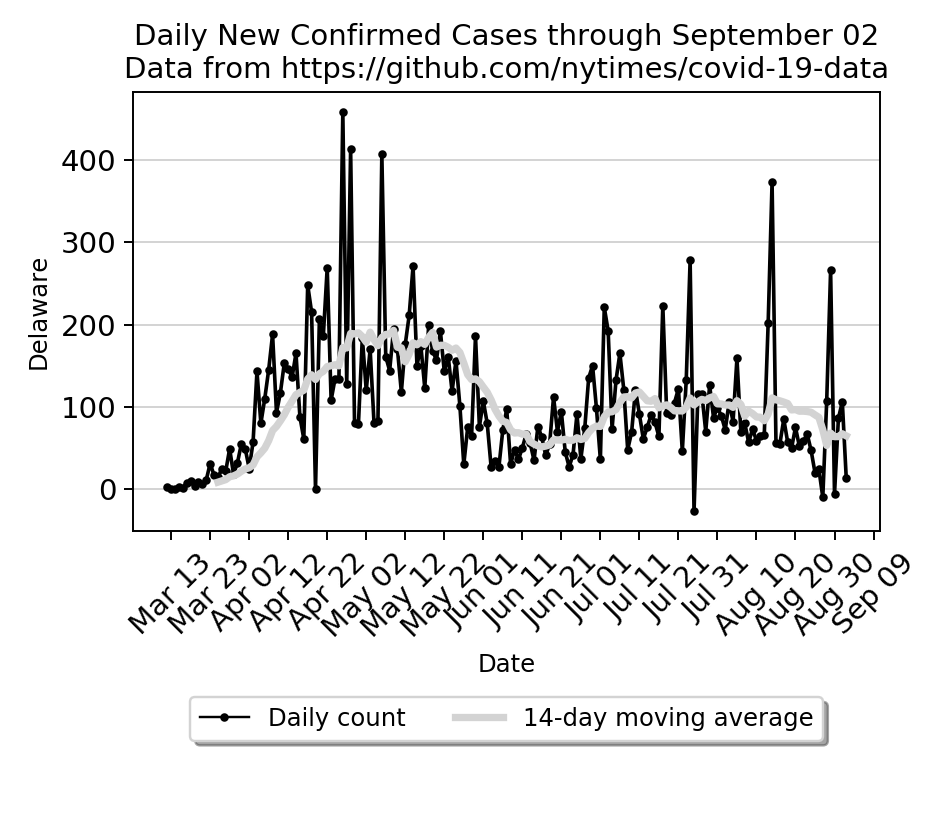 Daily New Confirmed Cases through September 02
Data from https://github.com/nytimes/covid-19-data
400
300
200
100
0
Delaware
Mar 13
Mar 23
Apr 02
Apr 12
Apr 22
May 02
May 12
May 22
Jun 01
Jun 11
Jun 21
Jul 01
Jul 11
Jul 21
Jul 31
Aug 10
Aug 20
Aug 30
Sep 09
Date
Daily count
14-day moving average